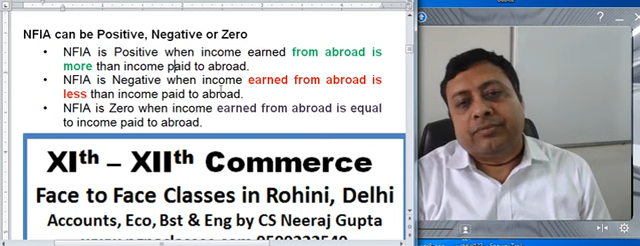 NFIA can be Positive, Negative or Zero
• NFIA is Positive when income earned from abroad is
more than income paid to abroad.
• NFIA is Negative when income earned from abroad is
less than income paid to abroad.
• NFIA is Zero when income earned from abroad is equal
to income paid to abroad.
XIth – XIIth Commerce
Face to Face Classes in Rohini, Delhi
Accounts, Eco, Bst & Eng by CS Neeraj Gupta